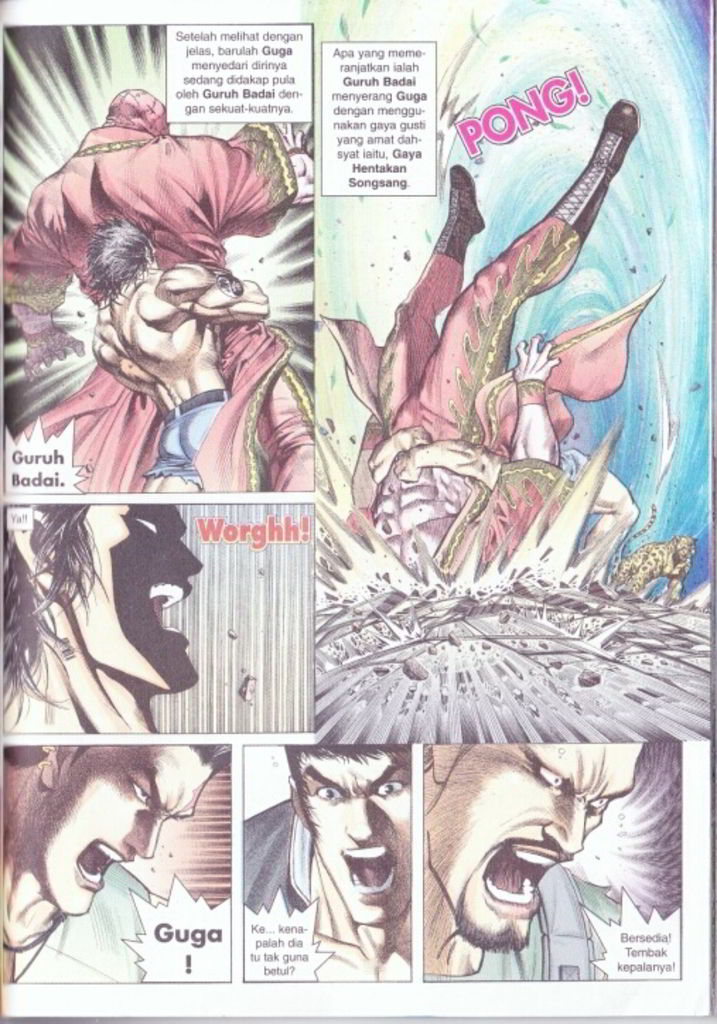 Setelah melihat dengan
jelas, barulah Guga
menyedari dirinya
sedang didakap pula
oleh Guruh Badai den-
gan sekuat-kuatnya.
Guruh
Badai.
Apa yang meme-
ranjatkan ialah
Guruh Badai
menyerang Guga
dengan menggu-
nakan gaya gusti
yang amat dah-
syat iaitu, Gaya
Hentakan
Songsang.
PONG!
Ya!!
Worghh!
Guga
!
Ke... kena-
palah dia
tu tak guna
betul?
Bersedia!
Tembak
kepalanya!